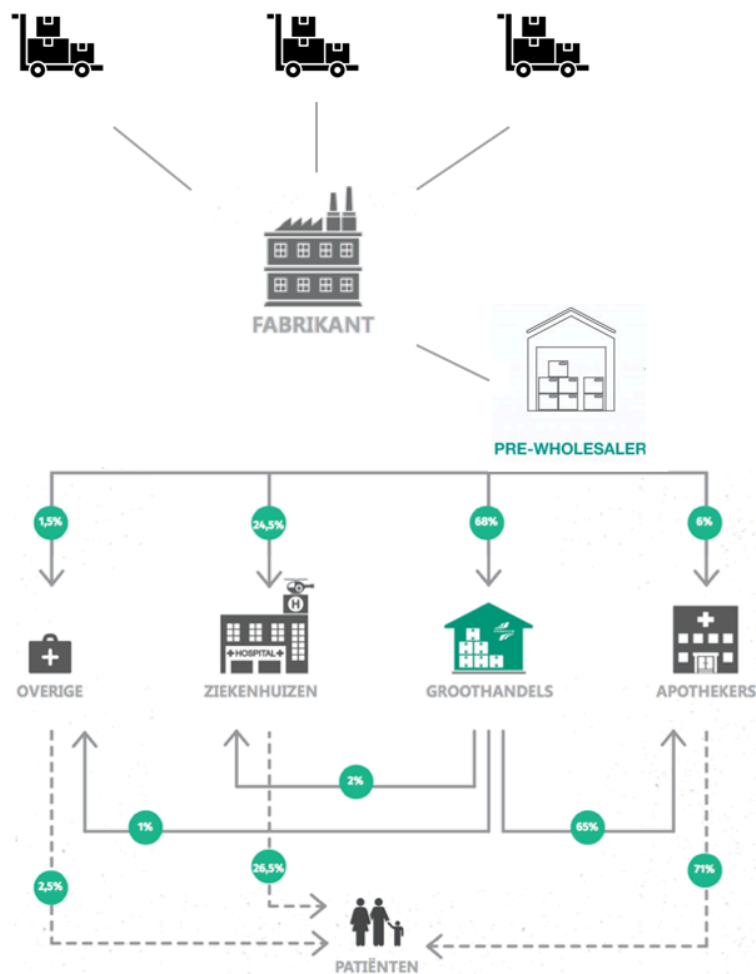 FABRIKANT
PRE-WHOLESALER
1,5%
24,5%
68%
6%
H
HOSPITAL
OVERIGE
ZIEKENHUIZEN
GROOTHANDELS
APOTHEKERS
2%
1%
65%
2,5%
26,5%
71%
PATIËNTEN